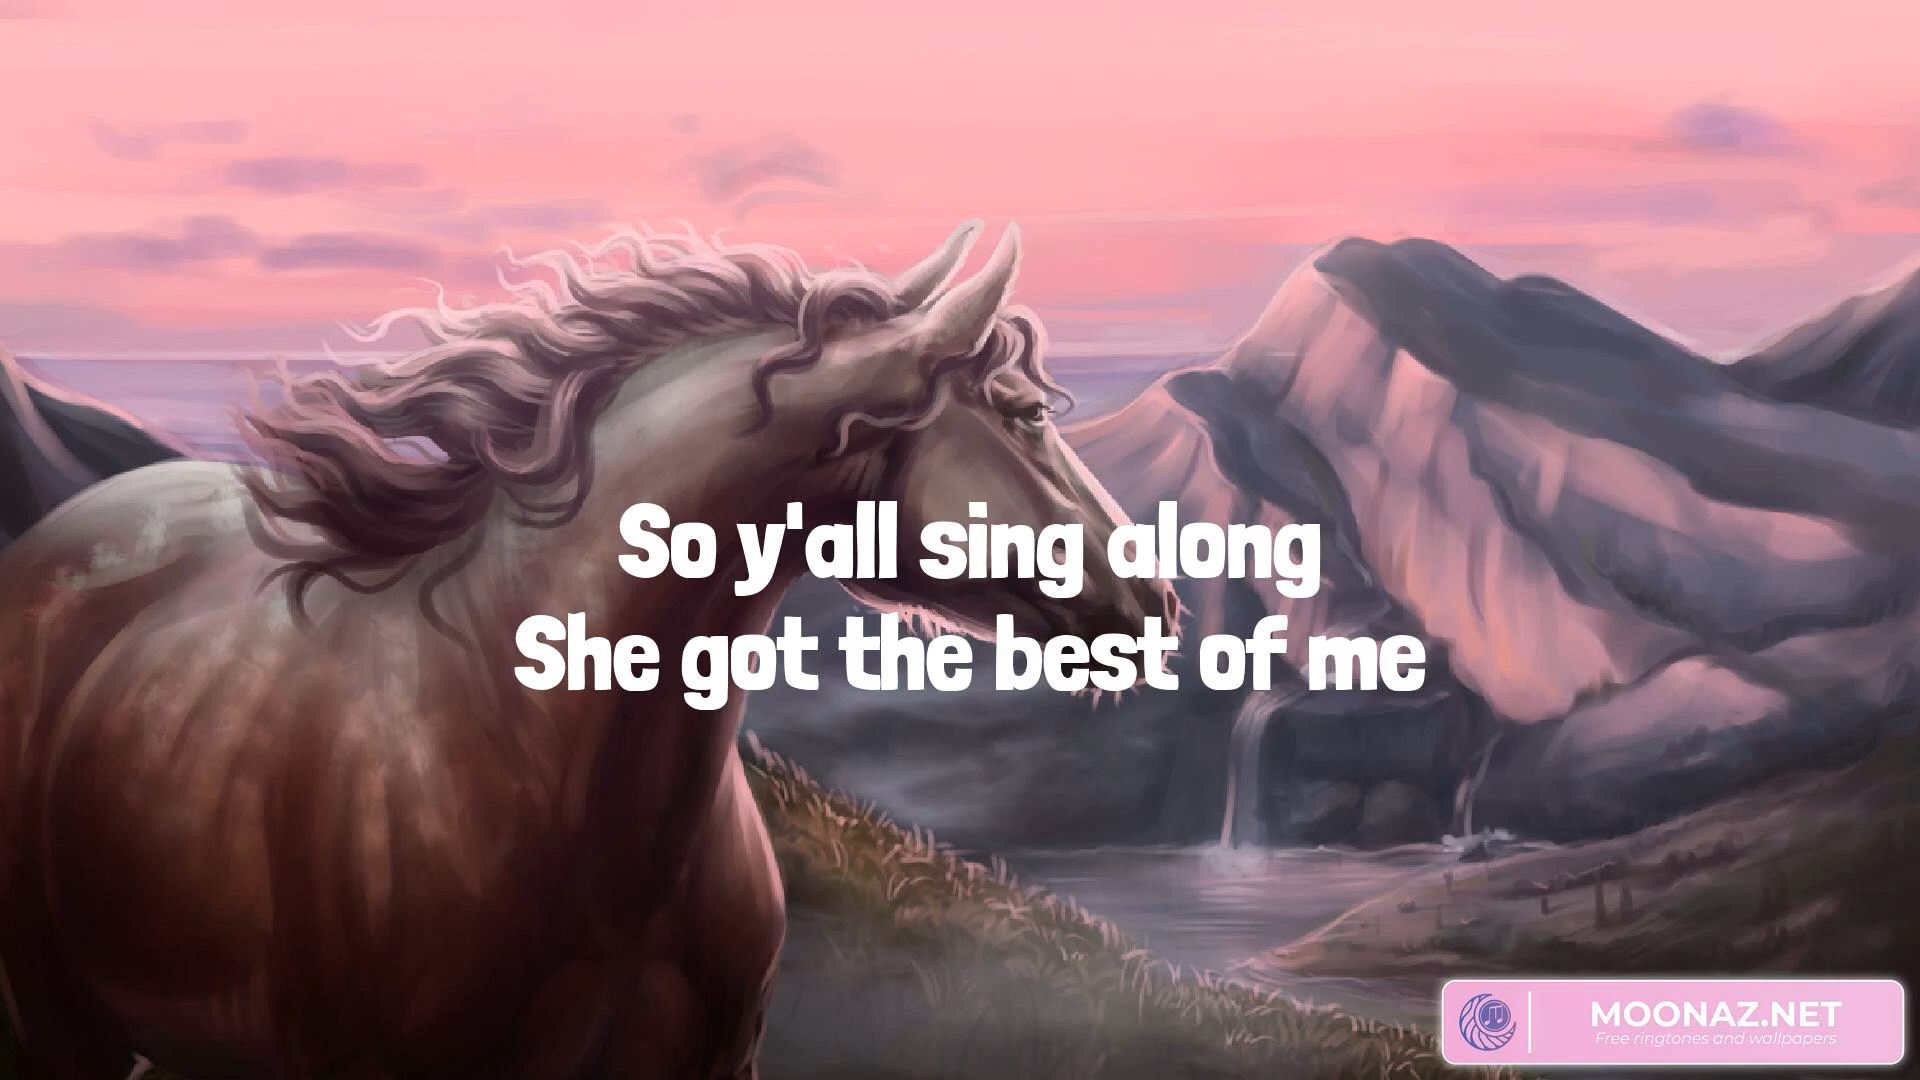 So y'all sing along
She got the best of me
MOONAZ.NET
Free ringtones and wallpapers